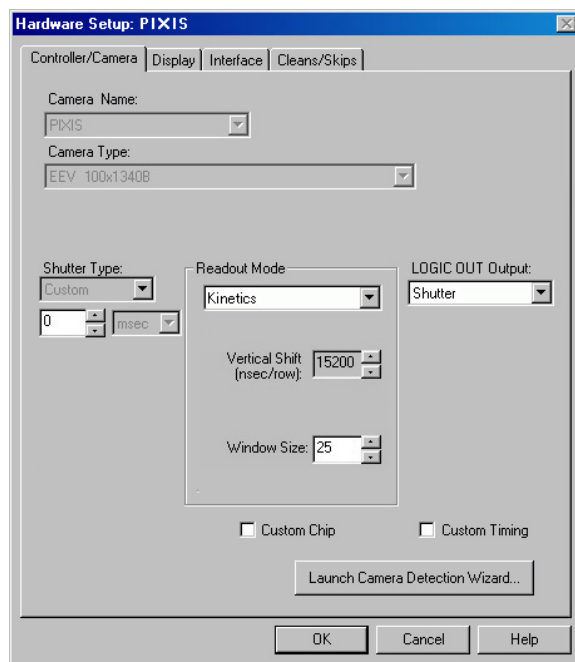 Hardware Setup: PIXIS
Controller/Camera Display Interface Cleans/Skips
Camera Name:
PIXIS
Camera Type:
EEV 100x1340B
Shutter Type:
Custom
0 msec
Readout Mode
Kinetics
Vertical Shift
(nsec/row):
15200
Window Size: 25
LOGIC OUT Output:
Shutter
Custom Chip
Custom Timing
Launch Camera Detection Wizard...
OK Cancel Help